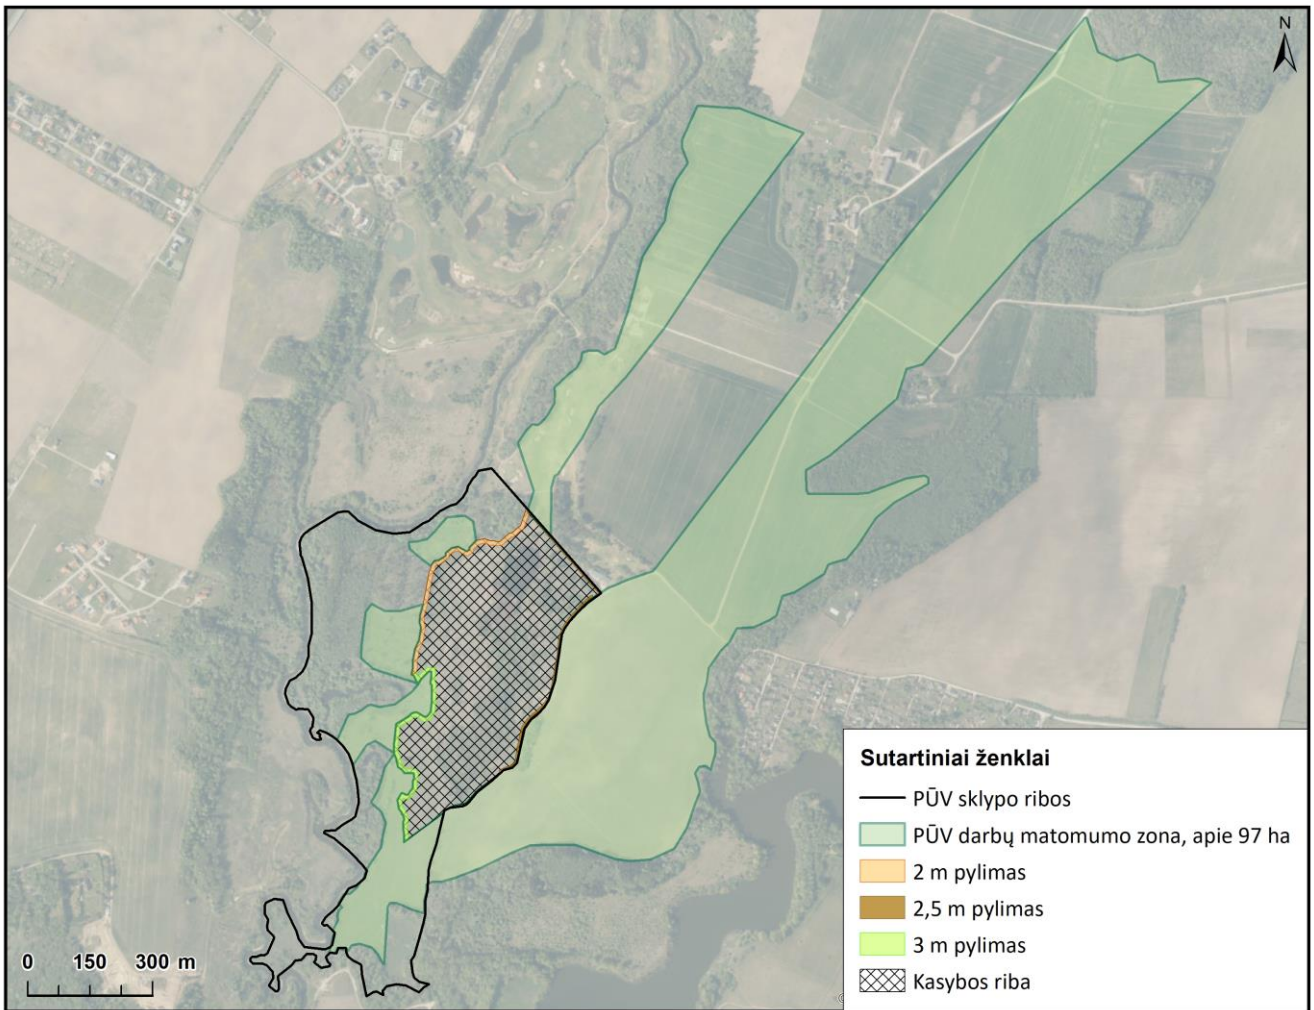 N
Sutartiniai ženklai
PŪV sklypo ribos
PŪV darbų matomumo zona, apie 97 ha
2 m pylimas
2,5 m pylimas
3 m pylimas
Kasybos riba
0 150 300 m